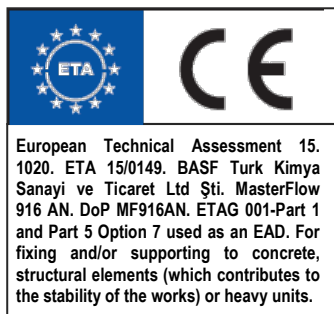 ETA
CE
European Technical Assessment 15.
1020. ETA 15/0149. BASF Turk Kimya
Sanayi ve Ticaret Ltd Şti. MasterFlow
916 AN. DoP MF916AN. ETAG 001-Part 1
and Part 5 Option 7 used as an EAD. For
fixing and/or supporting to concrete,
structural elements (which contributes to
the stability of the works) or heavy units.